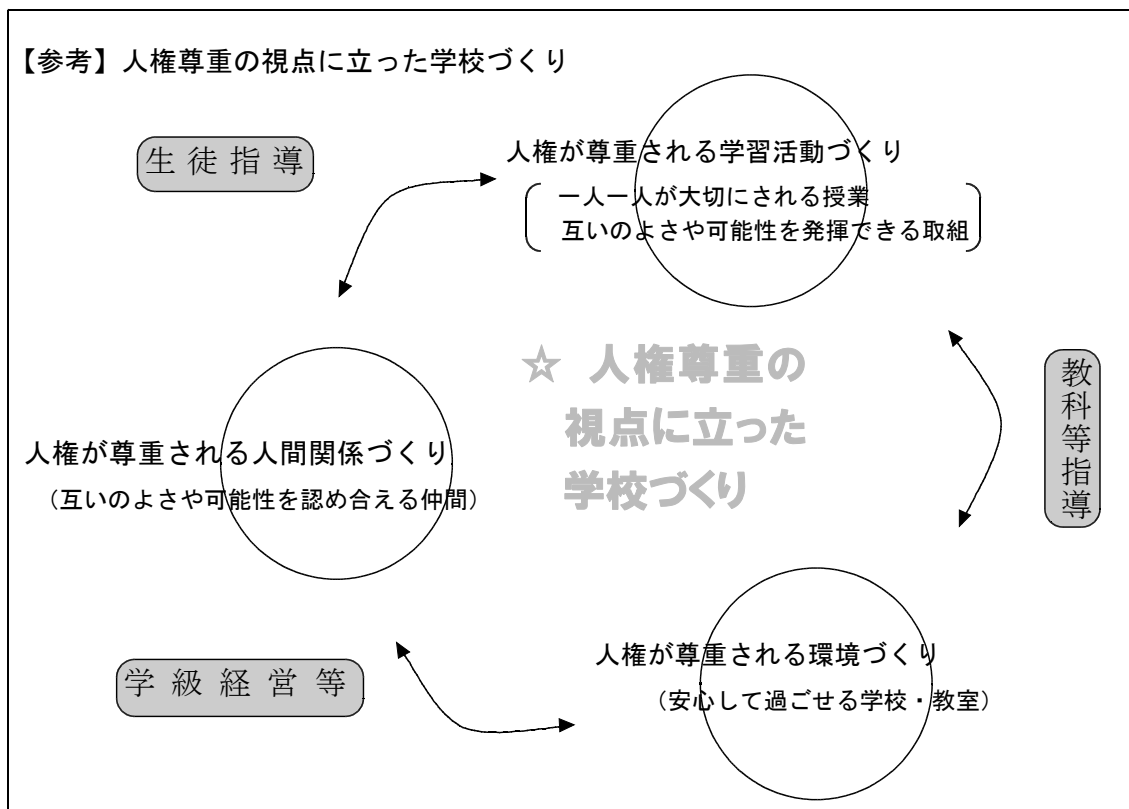 【参考】人権尊重の視点に立った学校づくり
生徒指導
人権が尊重される学習活動づくり
一人一人が大切にされる授業
互いのよさや可能性を発揮できる取組
☆ 人権尊重の
視点に立った
学校づくり
教科等指導
人権が尊重される人間関係づくり
（互いのよさや可能性を認め合える仲間）
学級経営等
人権が尊重される環境づくり
（安心して過ごせる学校・教室）